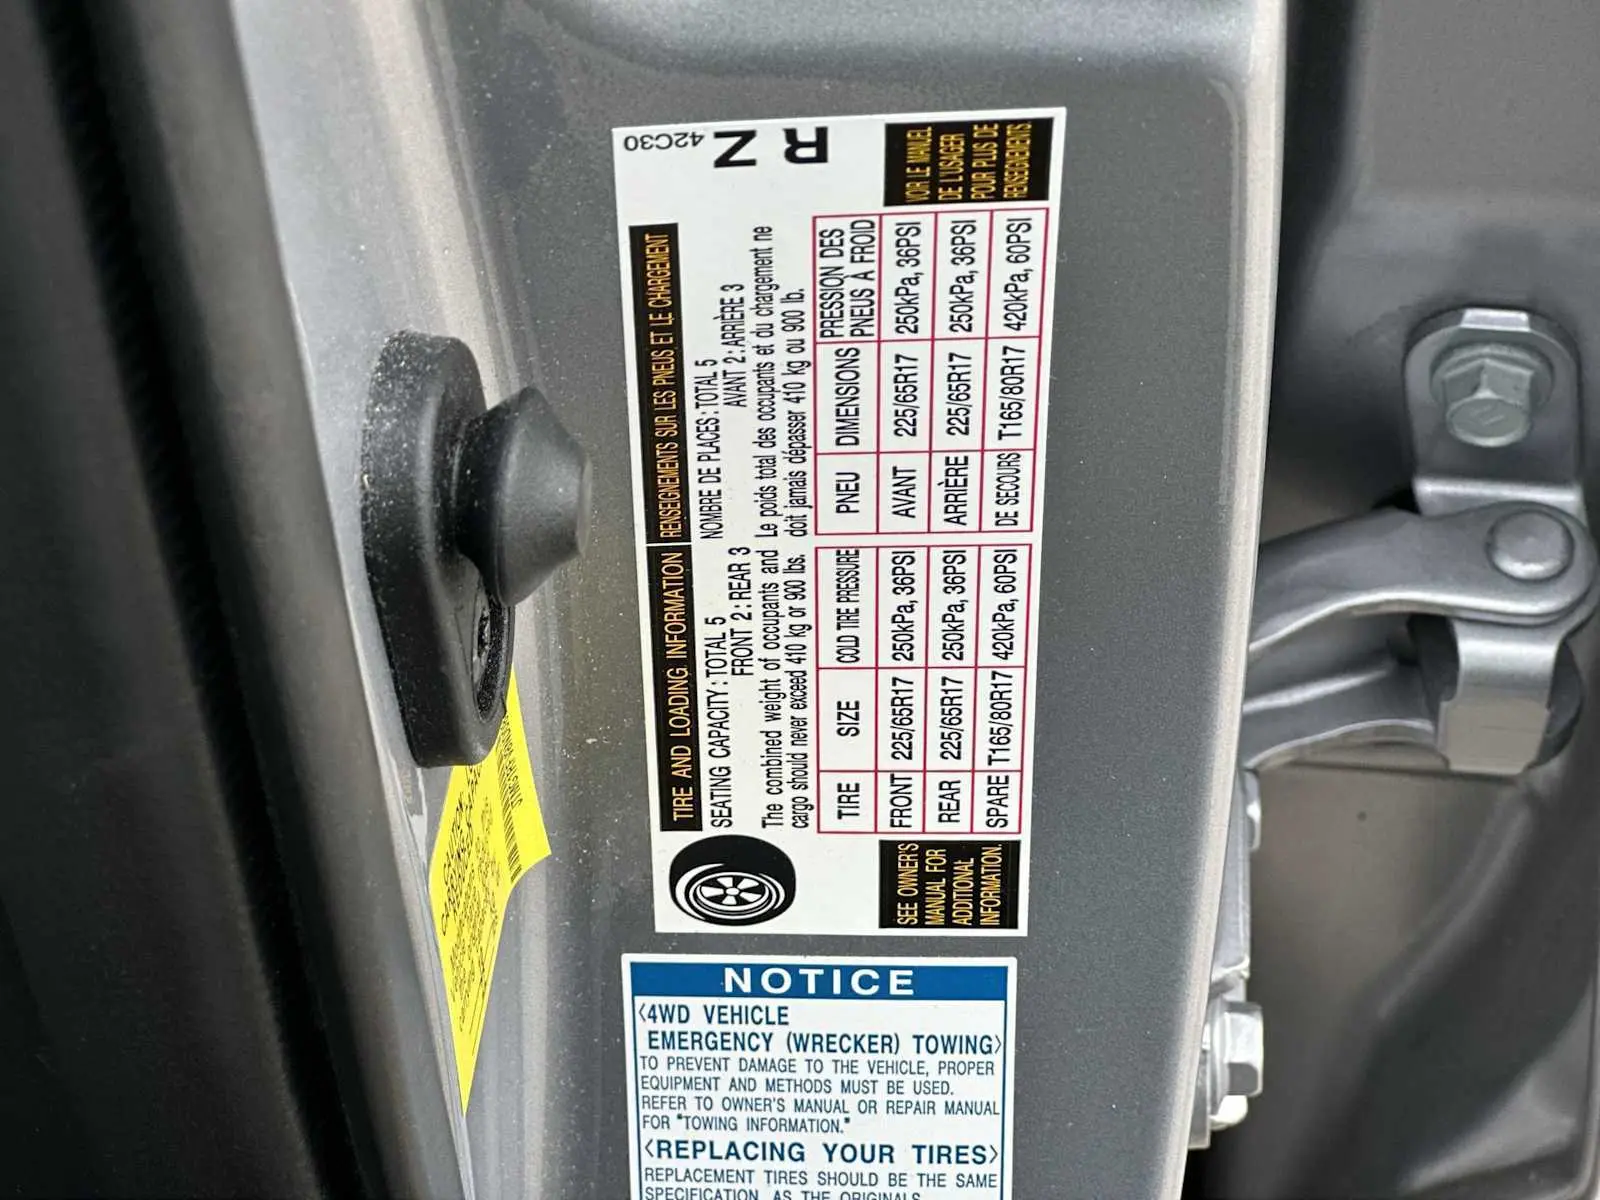 TIRE AND LOADING INFORMATION
SEATING CAPACITY : TOTAL 5
FRONT 2 : REAR 3
The combined weight of occupants and
cargo should never exceed 410 kg or 900 lbs.
TIRE SIZE COLD TIRE PRESSURE
FRONT 225/65R17 250kPa, 36PSI
REAR 225/65R17 250kPa, 36PSI
SPARE T165/80R17 420kPa, 60PSI
SEE OWNER'S
MANUAL FOR
ADDITIONAL
INFORMATION.
RENSEIGNEMENTS SUR LES PNEUS ET LE CHARGEMENT
NOMBRE DE PLACES : TOTAL 5
AVANT 2 : ARRIÈRE 3
Le poids total des occupants et du chargement ne
doit jamais dépasser 410 kg ou 900 lb.
PNEU DIMENSIONS PRESSION DES
PNEUS À FROID
AVANT 225/65R17 250kPa, 36PSI
ARRIÈRE 225/65R17 250kPa, 36PSI
DE SECOURS T165/80R17 420kPa, 60PSI
VOIR LE MANUEL
DE L'USAGER
POUR PLUS DE
RENSEIGNEMENTS
42C30
R Z
NOTICE
<4WD VEHICLE
EMERGENCY (WRECKER) TOWING>
TO PREVENT DAMAGE TO THE VEHICLE, PROPER
EQUIPMENT AND METHODS MUST BE USED.
REFER TO OWNER'S MANUAL OR REPAIR MANUAL
FOR "TOWING INFORMATION."
<REPLACING YOUR TIRES>
REPLACEMENT TIRES SHOULD BE THE SAME
SPECIFICATION AS THE ORIGINALS